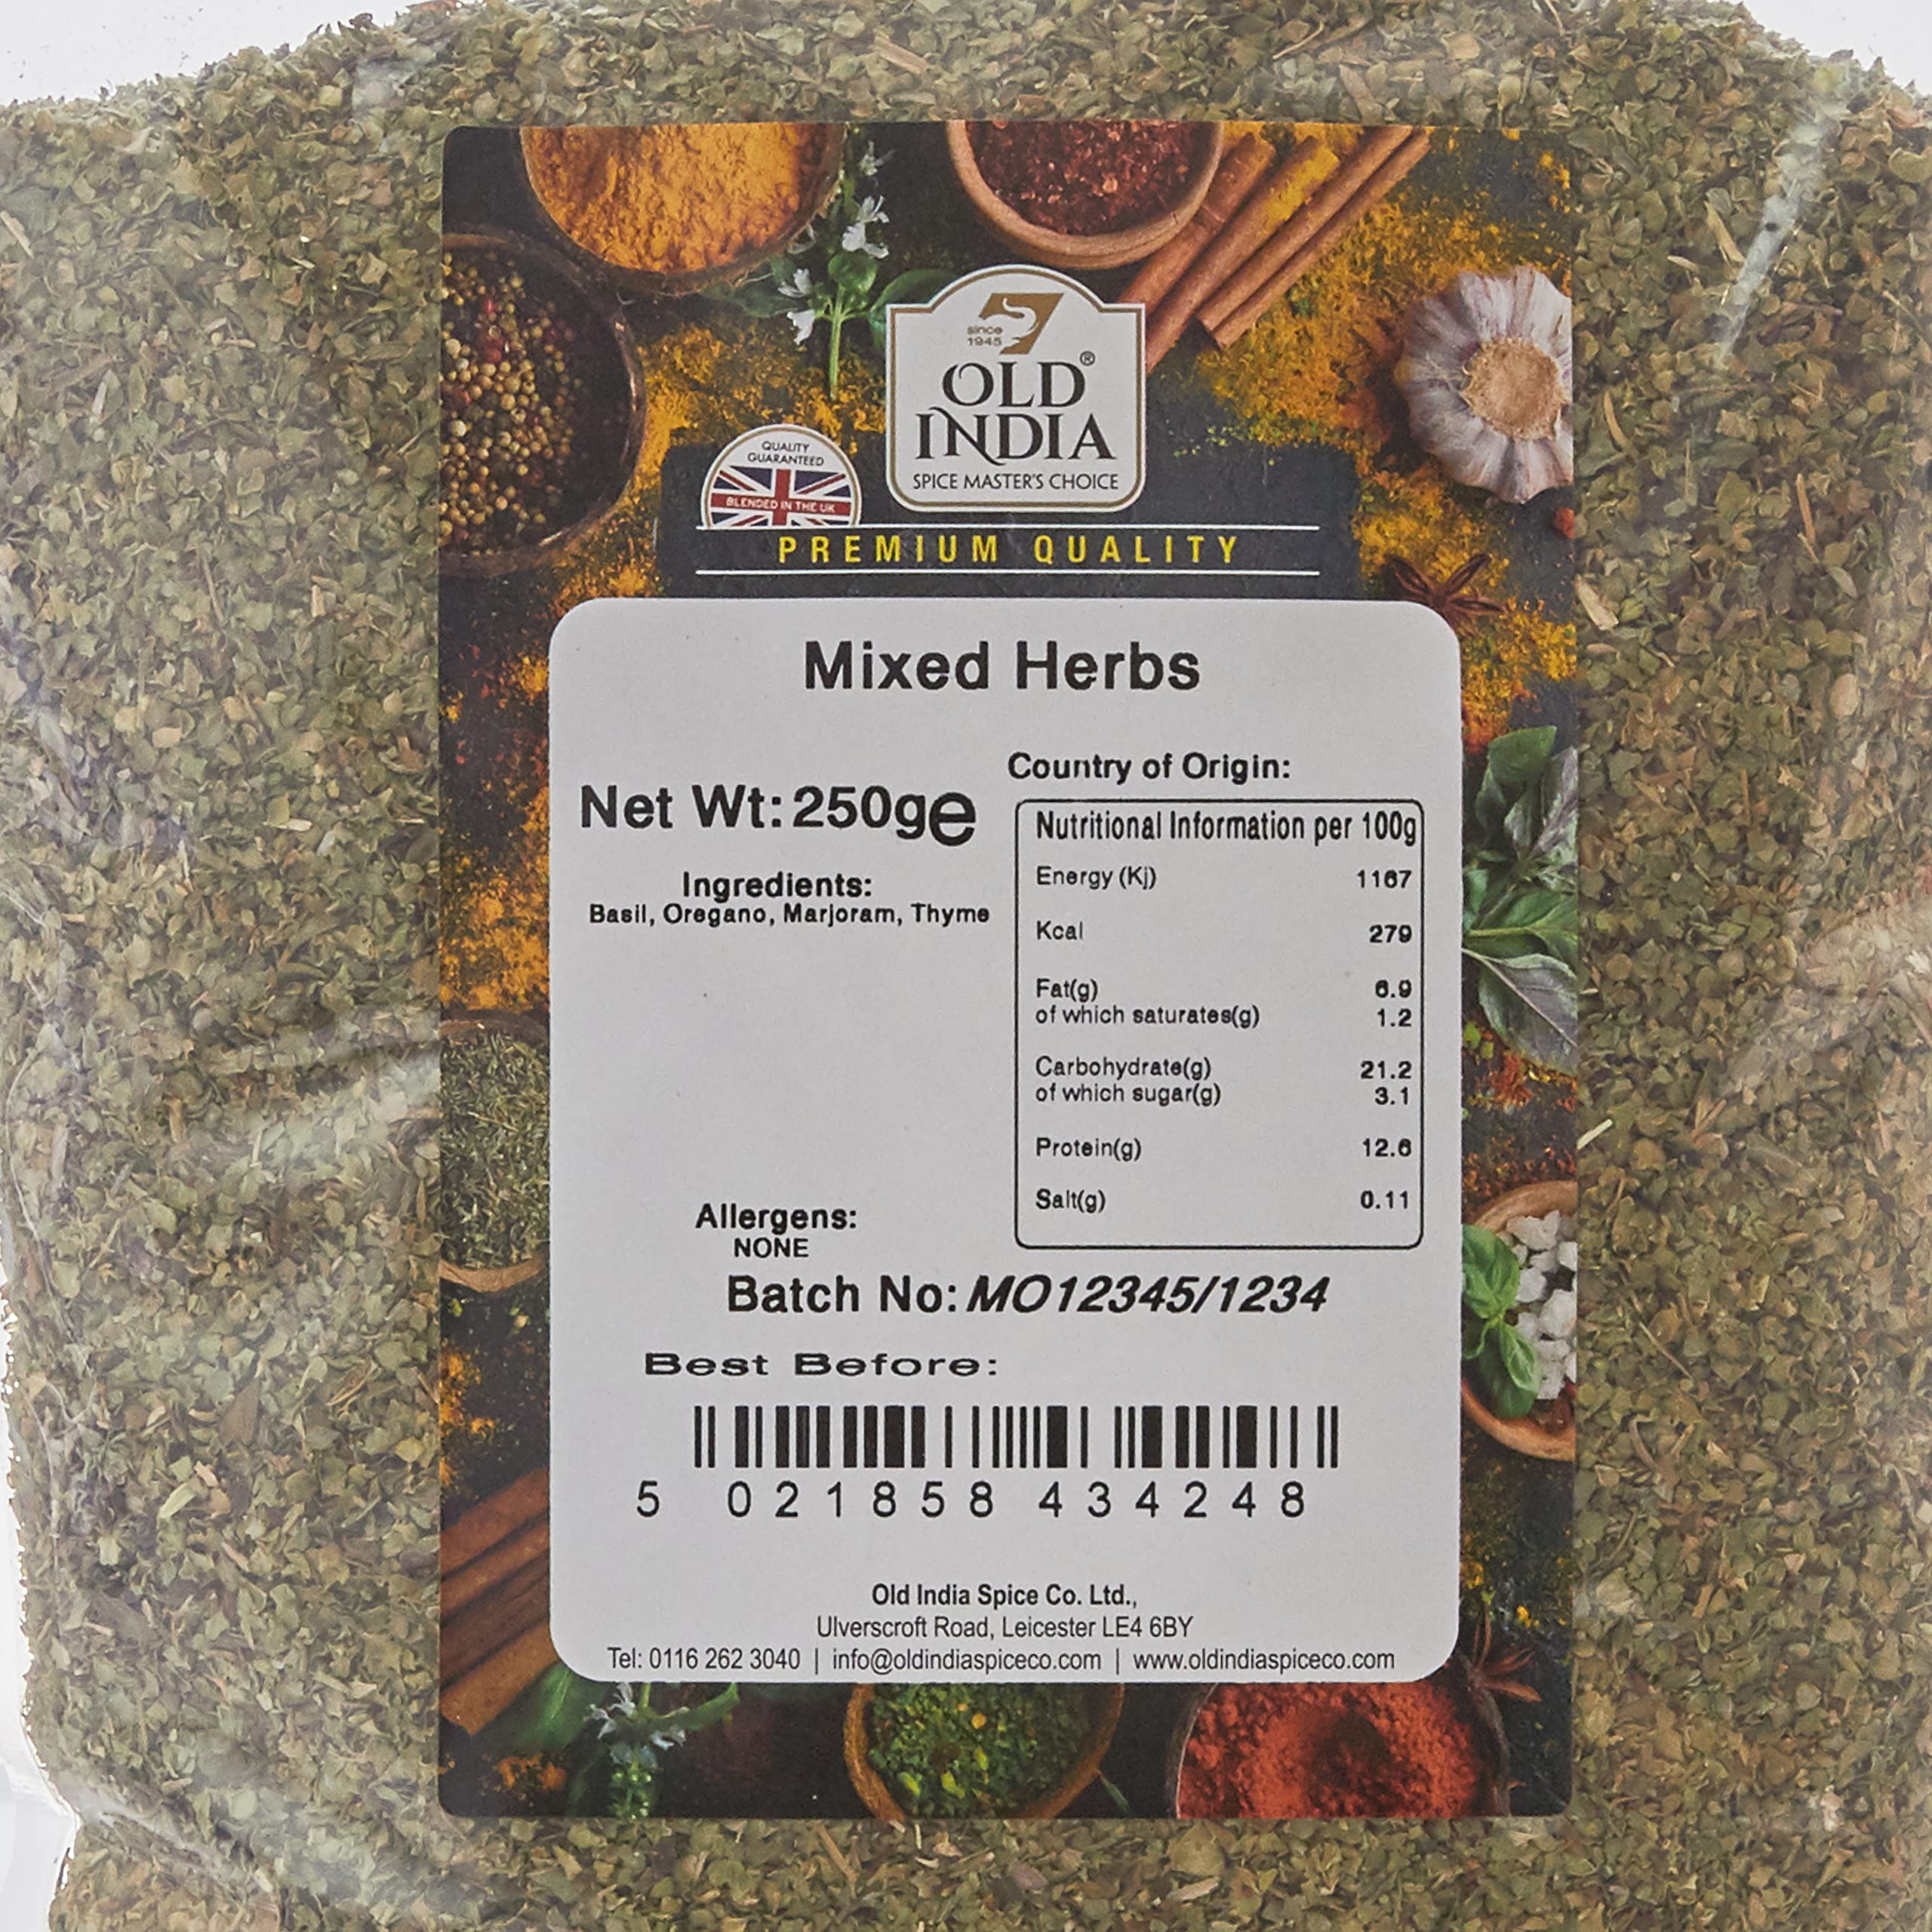 since
1945
OLD®
INDIA
SPICE MASTER'S CHOICE
QUALITY
GUARANTEED
BLENDED IN THE UK
PREMIUM QUALITY
Mixed Herbs
Net Wt: 250ge
Ingredients:
Basil, Oregano, Marjoram, Thyme
Country of Origin:
Nutritional Information per 100g
Energy (Kj) 1167
Kcal 279
Fat(g) 6.9
of which saturates(g) 1.2
Carbohydrate(g) 21.2
of which sugar(g) 3.1
Protein(g) 12.6
Salt(g) 0.11
Allergens:
NONE
Batch No: MO12345/1234
Best Before:
5 021858 434248
Old India Spice Co. Ltd.,
Ulverscroft Road, Leicester LE4 6BY
Tel: 0116 262 3040 | info@oldindiaspiceco.com | www.oldindiaspiceco.com